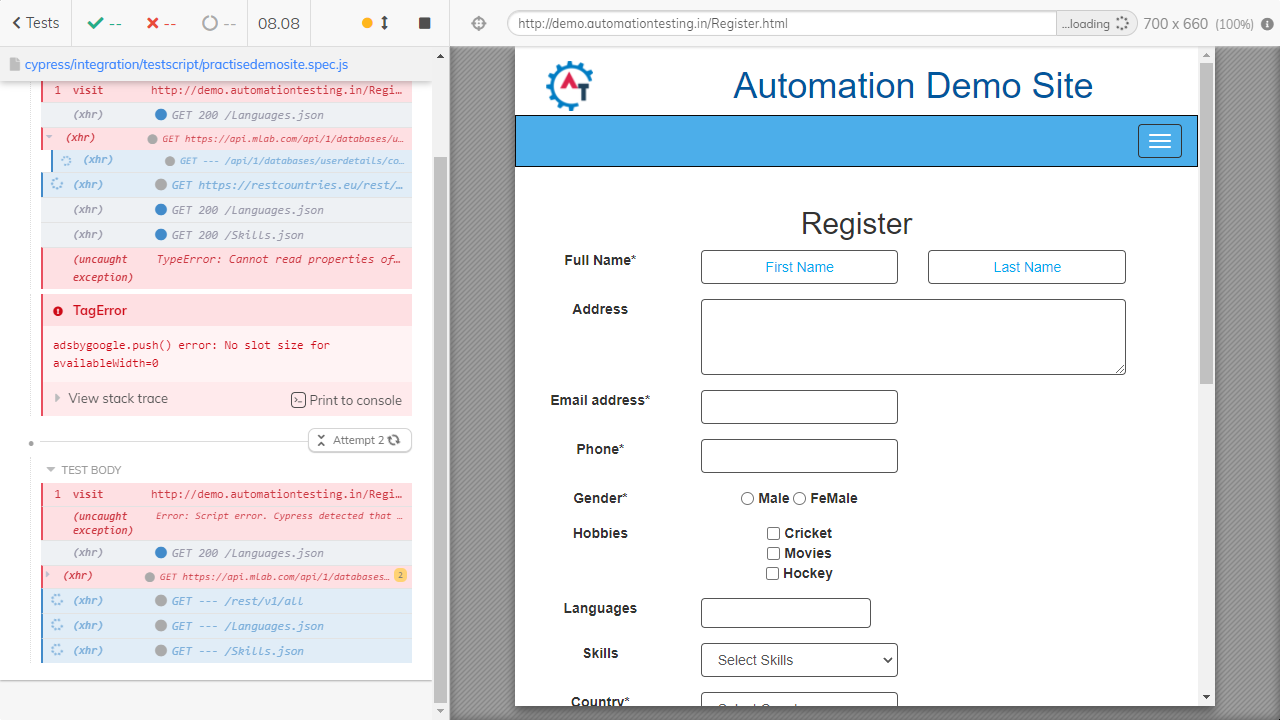 Tests
--
--
--
08.08
http://demo.automationtesting.in/Register.html
...loading
700 x 660 (100%)
cypress/integration/testscript/practisedemosite.spec.js
1 visit http://demo.automationtesting.in/Regi…
(xhr) GET 200 /Languages.json
(xhr) GET https://api.mlab.com/api/1/databases/u…
(xhr) GET --- /api/1/databases/userdetails/co…
(xhr) GET https://restcountries.eu/rest/…
(xhr) GET 200 /Languages.json
(xhr) GET 200 /Skills.json
(uncaught exception) TypeError: Cannot read properties of…
TagError
adsbygoogle.push() error: No slot size for
availableWidth=0
View stack trace
Print to console
Attempt 2
TEST BODY
1 visit http://demo.automationtesting.in/Regi…
(uncaught exception) Error: Script error. Cypress detected that …
(xhr) GET 200 /Languages.json
(xhr) GET https://api.mlab.com/api/1/databases… 2
(xhr) GET --- /rest/v1/all
(xhr) GET --- /Languages.json
(xhr) GET --- /Skills.json
AT
Automation Demo Site
Register
Full Name*
First Name
Last Name
Address
Email address*
Phone*
Gender*
Male
FeMale
Hobbies
Cricket
Movies
Hockey
Languages
Skills
Select Skills
Country*